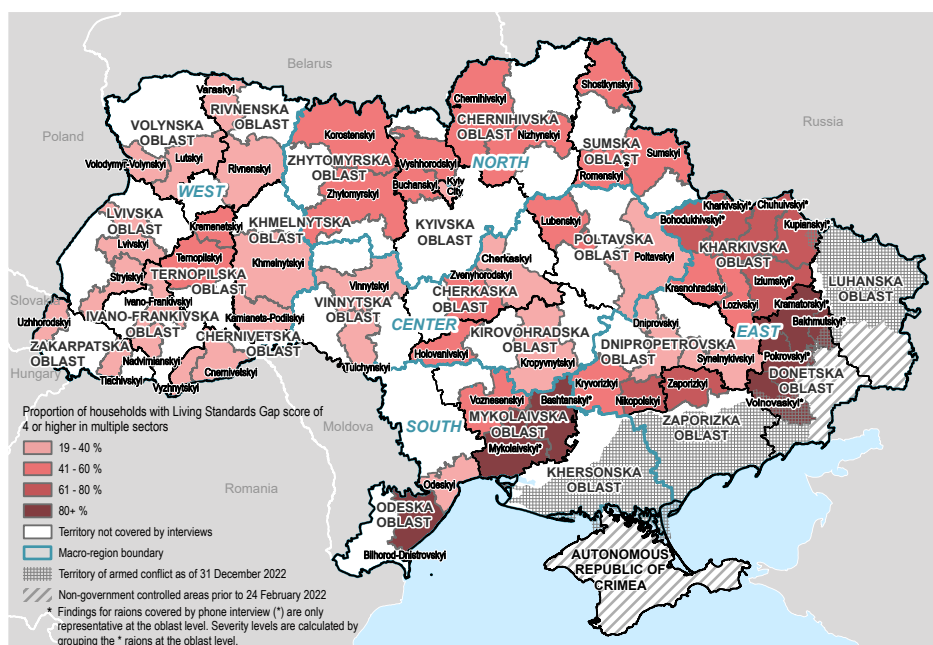 Belarus
Poland
Russia
Slovakia
Hungary
Moldova
Romania
Varaskyi
RIVNENSKA
OBLAST
VOLYNSKA
OBLAST
Lutskyi
Volodymyr-Volynskyi
Rivnenskyi
WEST
Korostenskyi
ZHYTOMYRSKA
OBLAST
Zhytomyrskyi
Vyshhorodskyi
Buchanskyi
Kyiv
City
KYIVSKA
OBLAST
Chernihivskyi
CHERNIHIVSKA
OBLAST
Nizhynskyi
NORTH
Shostkynskyi
SUMSKA
OBLAST
Sumskyi
Romenskyi
LVIVSKA
OBLAST
Lvivskyi
Stryiskyi
Kremenetskyi
Ternopilskyi
TERNOPILSKA
OBLAST
KHMELNYTSKA
OBLAST
Khmelnytskyi
Kamianets-Podilskyi
Ivano-Frankivskyi
IVANO-FRANKIVSKA
OBLAST
Nadvirnianskyi
Uzhhorodskyi
ZAKARPATSKA
OBLAST
Tiachivskyi
Vyzhnytskyi
CHERNIVETSKA
OBLAST
Vinnytskyi
VINNYTSKA
OBLAST
Tulchynskyi
Cherkaskyi
Zvenyhorodskyi
CHERKASKA
OBLAST
CENTER
Holovanivskyi
KIROVOHRADSKA
OBLAST
Kropyvnytskyi
Lubenskyi
POLTAVSKA
OBLAST
Poltavskyi
Bohodukhivskyi*
Kharkivskyi*
Chuhuivskyi*
Kupianskyi*
KHARKIVSKA
OBLAST
Krasnohradskyi
Lozivskyi
Iziumskyi*
LUHANSKA
OBLAST
Kramatorskyi*
Bakhmutskyi*
EAST
Dniprovskyi
DNIPROPETROVSKA
OBLAST
Synelnykivskyi
Pokrovskyi*
DONETSKA
OBLAST
Volnovaskyi*
Kryvorizkyi
Nikopolskyi
Zaporizkyi
ZAPORIZKA
OBLAST
Voznesenskyi
Bashtanskyi*
MYKOLAIVSKA
OBLAST
Mykolaivskyi*
SOUTH
KHERSONSKA
OBLAST
Odeskyi
ODESKA
OBLAST
Bilhorod-Dnistrovskyi
AUTONOMOUS
REPUBLIC OF
CRIMEA
Proportion of households with Living Standards Gap score of
4 or higher in multiple sectors
19 - 40 %
41 - 60 %
61 - 80 %
80+ %
Territory not covered by interviews
Macro-region boundary
Territory of armed conflict as of 31 December 2022
Non-government controlled areas prior to 24 February 2022
* Findings for raions covered by phone interview (*) are only
representative at the oblast level. Severity levels are calculated by
grouping the * raions at the oblast level.